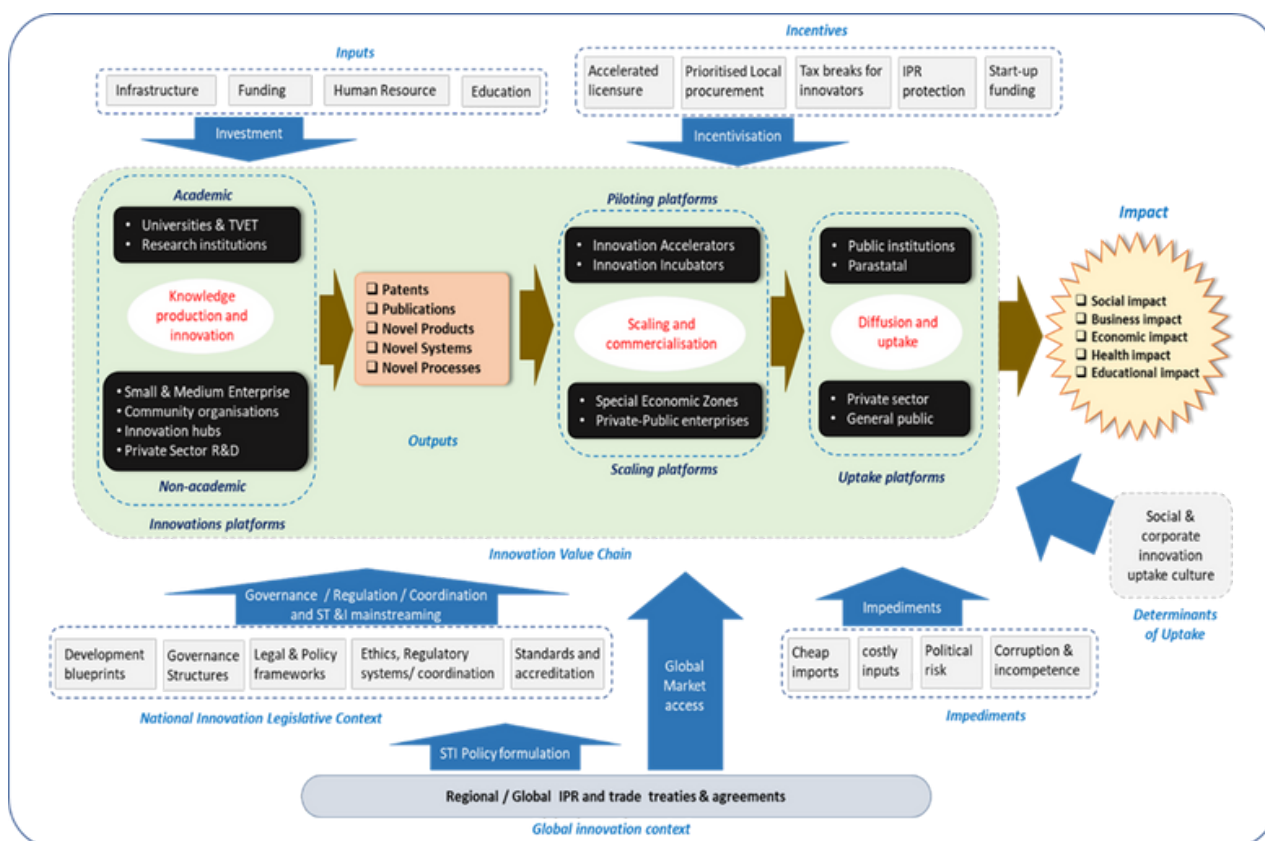 Inputs
Infrastructure
Funding
Human Resource
Education
Investment
Incentives
Accelerated
licensure
Prioritised Local
procurement
Tax breaks for
innovators
IPR
protection
Start-up
funding
Incentivisation
Academic
• Universities & TVET
• Research institutions
Knowledge
production and
innovation
• Small & Medium Enterprise
• Community organisations
• Innovation hubs
• Private Sector R&D
Non-academic
Innovations platforms
❑ Patents
❑ Publications
❑ Novel Products
❑ Novel Systems
❑ Novel Processes
Outputs
Piloting platforms
• Innovation Accelerators
• Innovation Incubators
Scaling and
commercialisation
• Special Economic Zones
• Private-Public enterprises
Scaling platforms
• Public institutions
• Parastatal
Diffusion and
uptake
• Private sector
• General public
Uptake platforms
Impact
❑ Social impact
❑ Business impact
❑ Economic impact
❑ Health impact
❑ Educational impact
Innovation Value Chain
Social &
corporate
innovation
uptake culture
Determinants
of Uptake
Governance / Regulation / Coordination
and ST &I mainstreaming
Development
blueprints
Governance
Structures
Legal & Policy
frameworks
Ethics, Regulatory
systems/ coordination
Standards and
accreditation
National Innovation Legislative Context
Global
Market
access
Impediments
Cheap
imports
costly
inputs
Political
risk
Corruption &
incompetence
Impediments
STI Policy formulation
Regional / Global IPR and trade treaties & agreements
Global innovation context